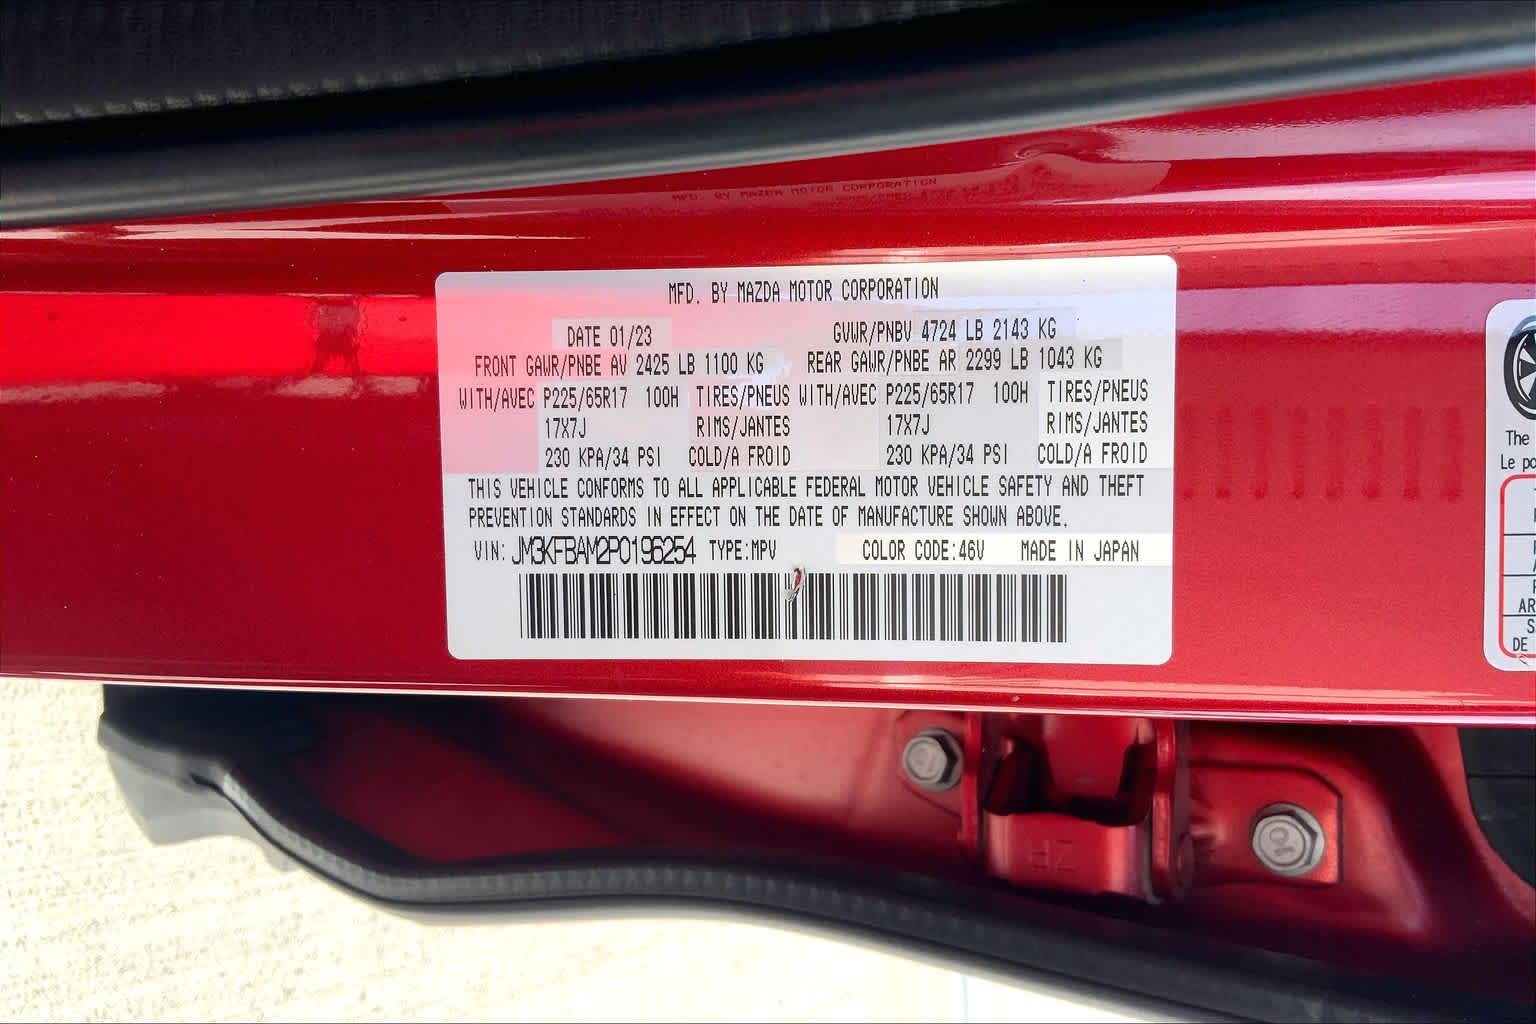 MFD. BY MAZDA MOTOR CORPORATION
DATE 01/23 GVWR/PNBV 4724 LB 2143 KG
FRONT GAWR/PNBE AV 2425 LB 1100 KG REAR GAWR/PNBE AR 2299 LB 1043 KG
WITH/AVEC P225/65R17 100H TIRES/PNEUS WITH/AVEC P225/65R17 100H TIRES/PNEUS
17X7J RIMS/JANTES 17X7J RIMS/JANTES
230 KPA/34 PSI COLD/A FROID 230 KPA/34 PSI COLD/A FROID
THIS VEHICLE CONFORMS TO ALL APPLICABLE FEDERAL MOTOR VEHICLE SAFETY AND THEFT
PREVENTION STANDARDS IN EFFECT ON THE DATE OF MANUFACTURE SHOWN ABOVE.
VIN: JM3KFBAM2P0196254 TYPE:MPV COLOR CODE:46V MADE IN JAPAN
The
Le
AR
DE